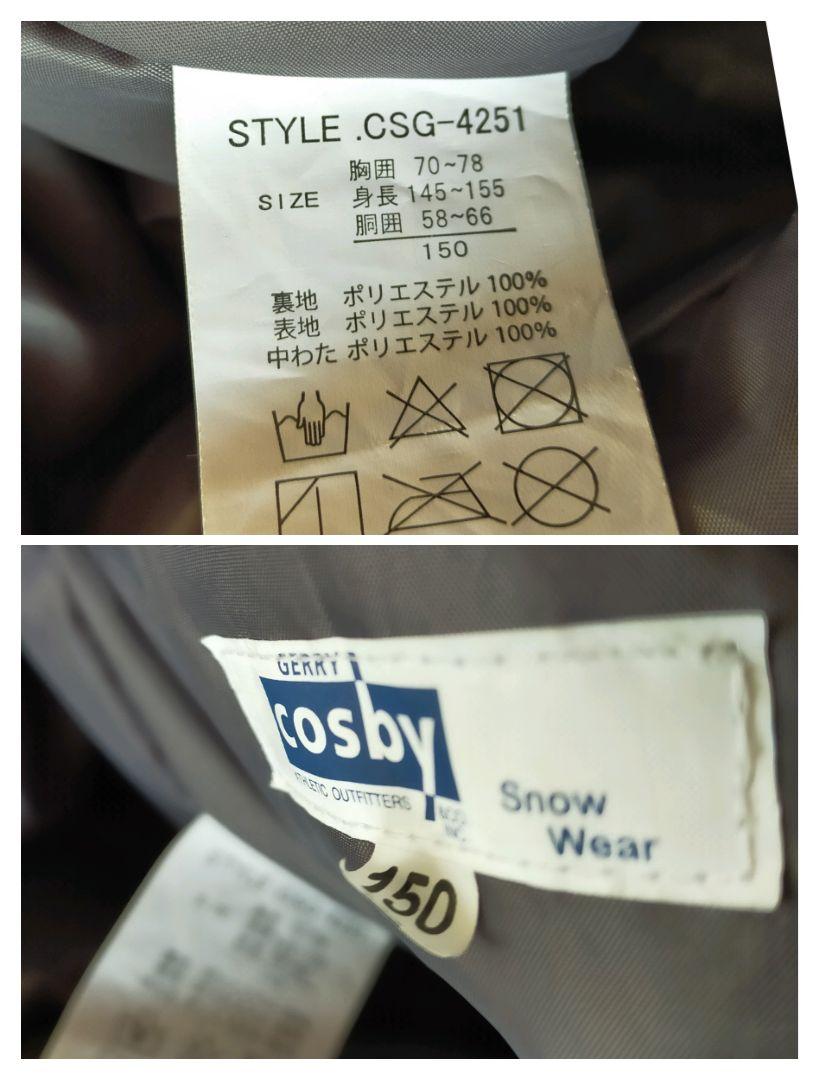 STYLE .CSG-4251
胸囲 70~78
SIZE 身長 145~155
胴囲 58~66
150
裏地 ポリエステル 100%
表地 ポリエステル 100%
中わた ポリエステル 100%
GERRY
cosby
ATHLETIC OUTFITTERS
&CO
INC
Snow
Wear
150